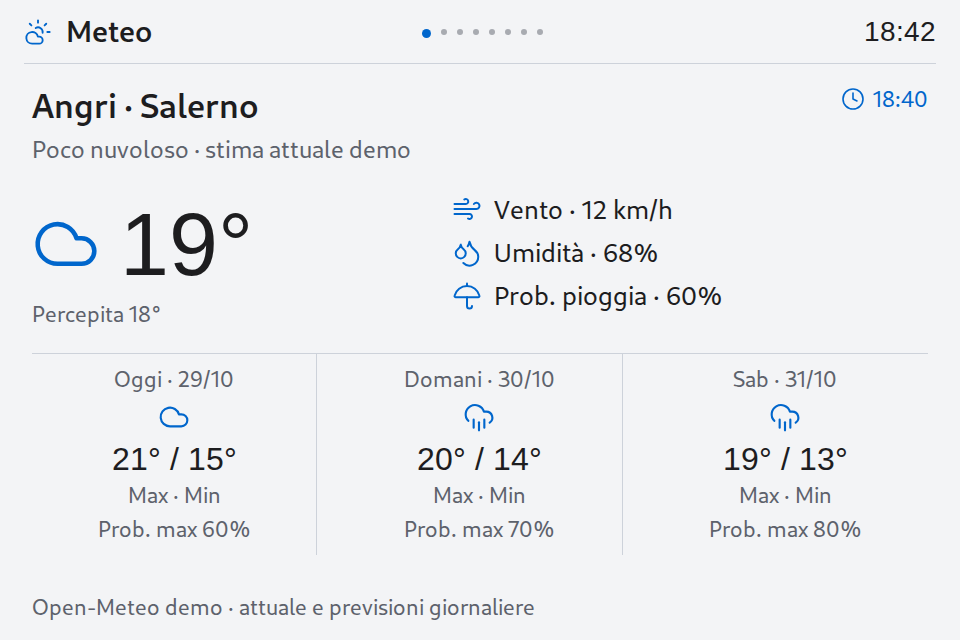 Meteo
18:42
Angri · Salerno
18:40
Poco nuvoloso · stima attuale demo
19°
Percepita 18°
Vento · 12 km/h
Umidità · 68%
Prob. pioggia · 60%
Oggi · 29/10
21° / 15°
Max · Min
Prob. max 60%
Domani · 30/10
20° / 14°
Max · Min
Prob. max 70%
Sab · 31/10
19° / 13°
Max · Min
Prob. max 80%
Open-Meteo demo · attuale e previsioni giornaliere